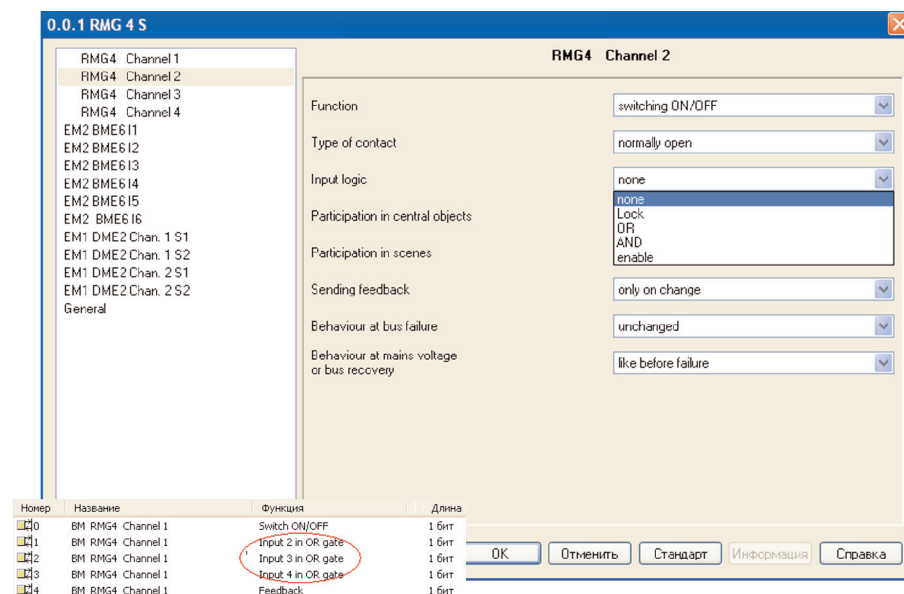 0.0.1 RMG 4 S
RMG4 Channel 1
RMG4 Channel 2
RMG4 Channel 3
RMG4 Channel 4
EM2 BME6 I1
EM2 BME6 I2
EM2 BME6 I3
EM2 BME6 I4
EM2 BME6 I5
EM2 BME6 I6
EM1 DME2 Chan. 1 S1
EM1 DME2 Chan. 1 S2
EM1 DME2 Chan. 2 S1
EM1 DME2 Chan. 2 S2
General
RMG4 Channel 2
Function switching ON/OFF
Type of contact normally open
Input logic none
none
Lock
OR
AND
enable
Participation in central objects
Participation in scenes
Sending feedback only on change
Behaviour at bus failure unchanged
Behaviour at mains voltage
or bus recovery like before failure
OK Отменить Стандарт Информация Справка
Номер Название Функция Длина
0 BM RMG4 Channel 1 Switch ON/OFF 1 бит
1 BM RMG4 Channel 1 Input 2 in OR gate 1 бит
2 BM RMG4 Channel 1 Input 3 in OR gate 1 бит
3 BM RMG4 Channel 1 Input 4 in OR gate 1 бит
4 BM RMG4 Channel 1 Feedback 1 бит